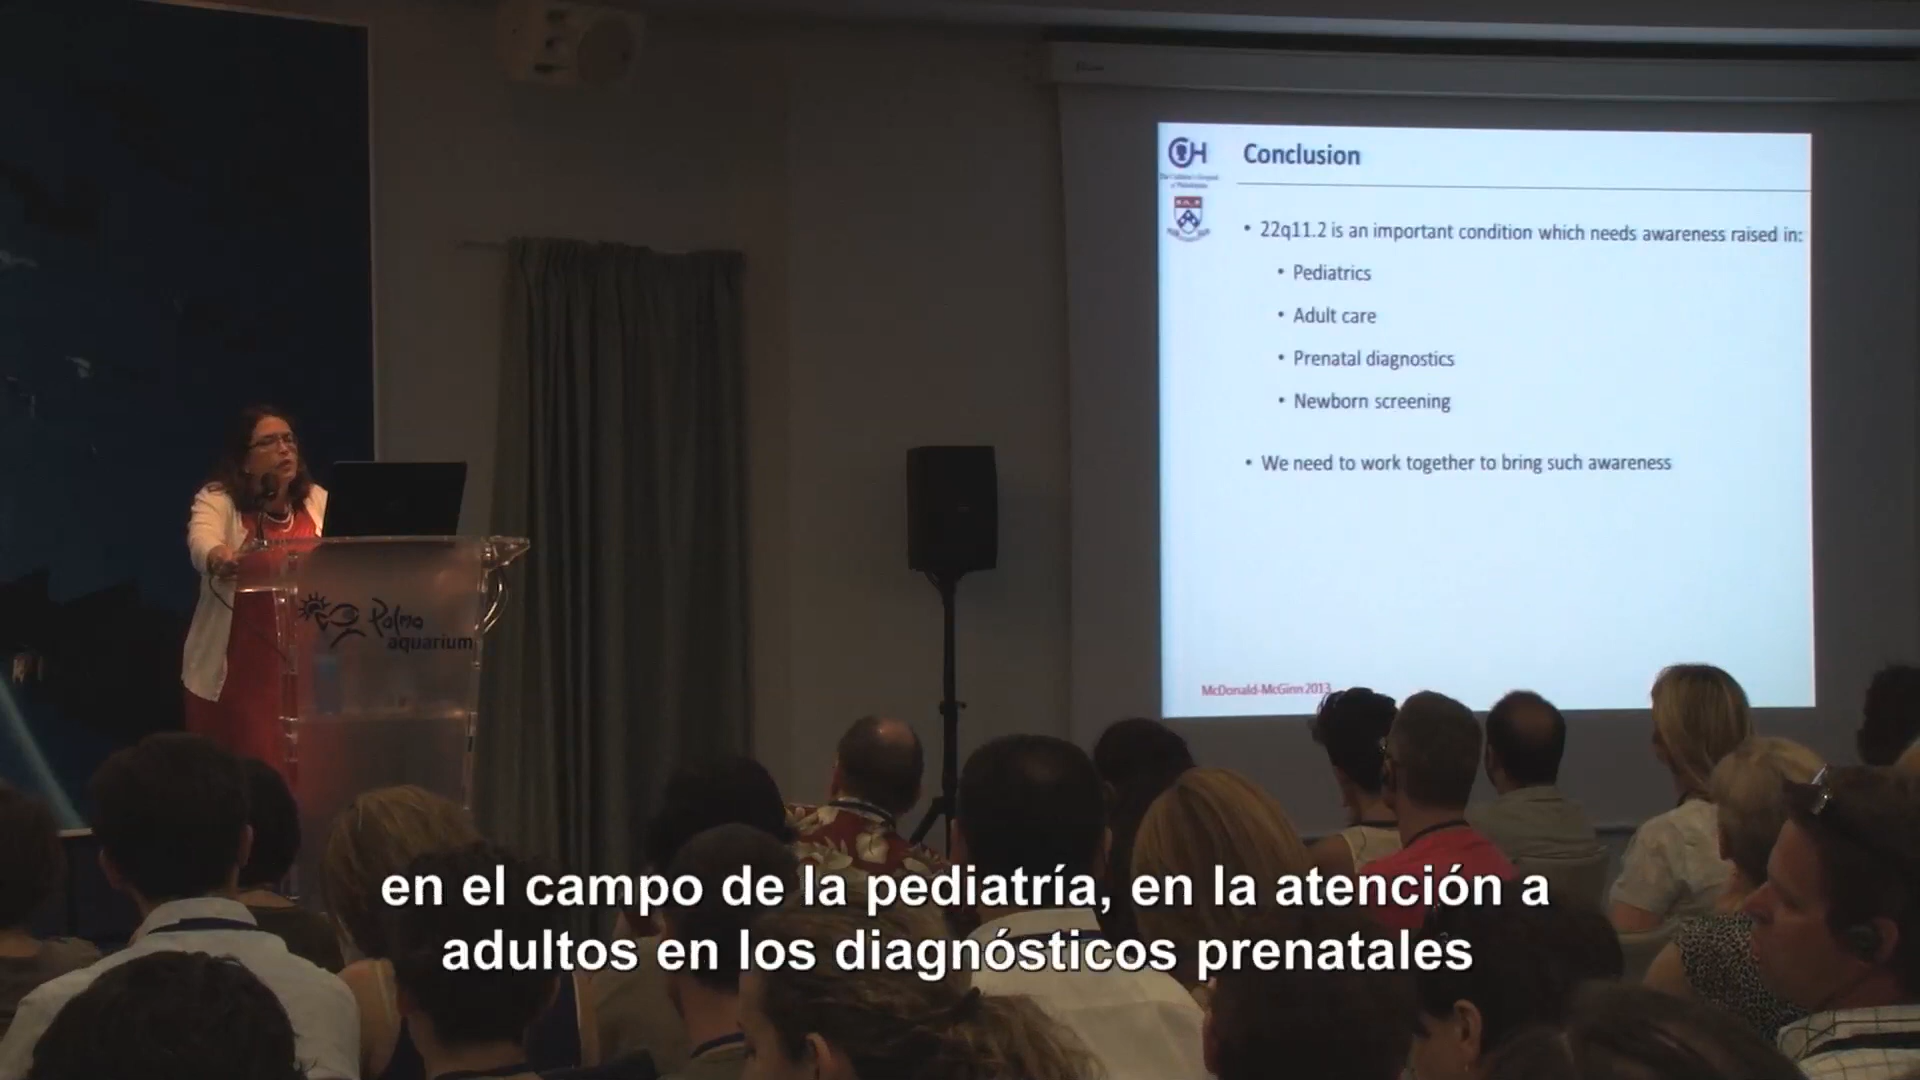 Conclusion
• 22q11.2 is an important condition which needs awareness raised in:
• Pediatrics
• Adult care
• Prenatal diagnostics
• Newborn screening
• We need to work together to bring such awareness
McDonald-McGinn 2013
Palma
aquarium
en el campo de la pediatría, en la atención a
adultos en los diagnósticos prenatales